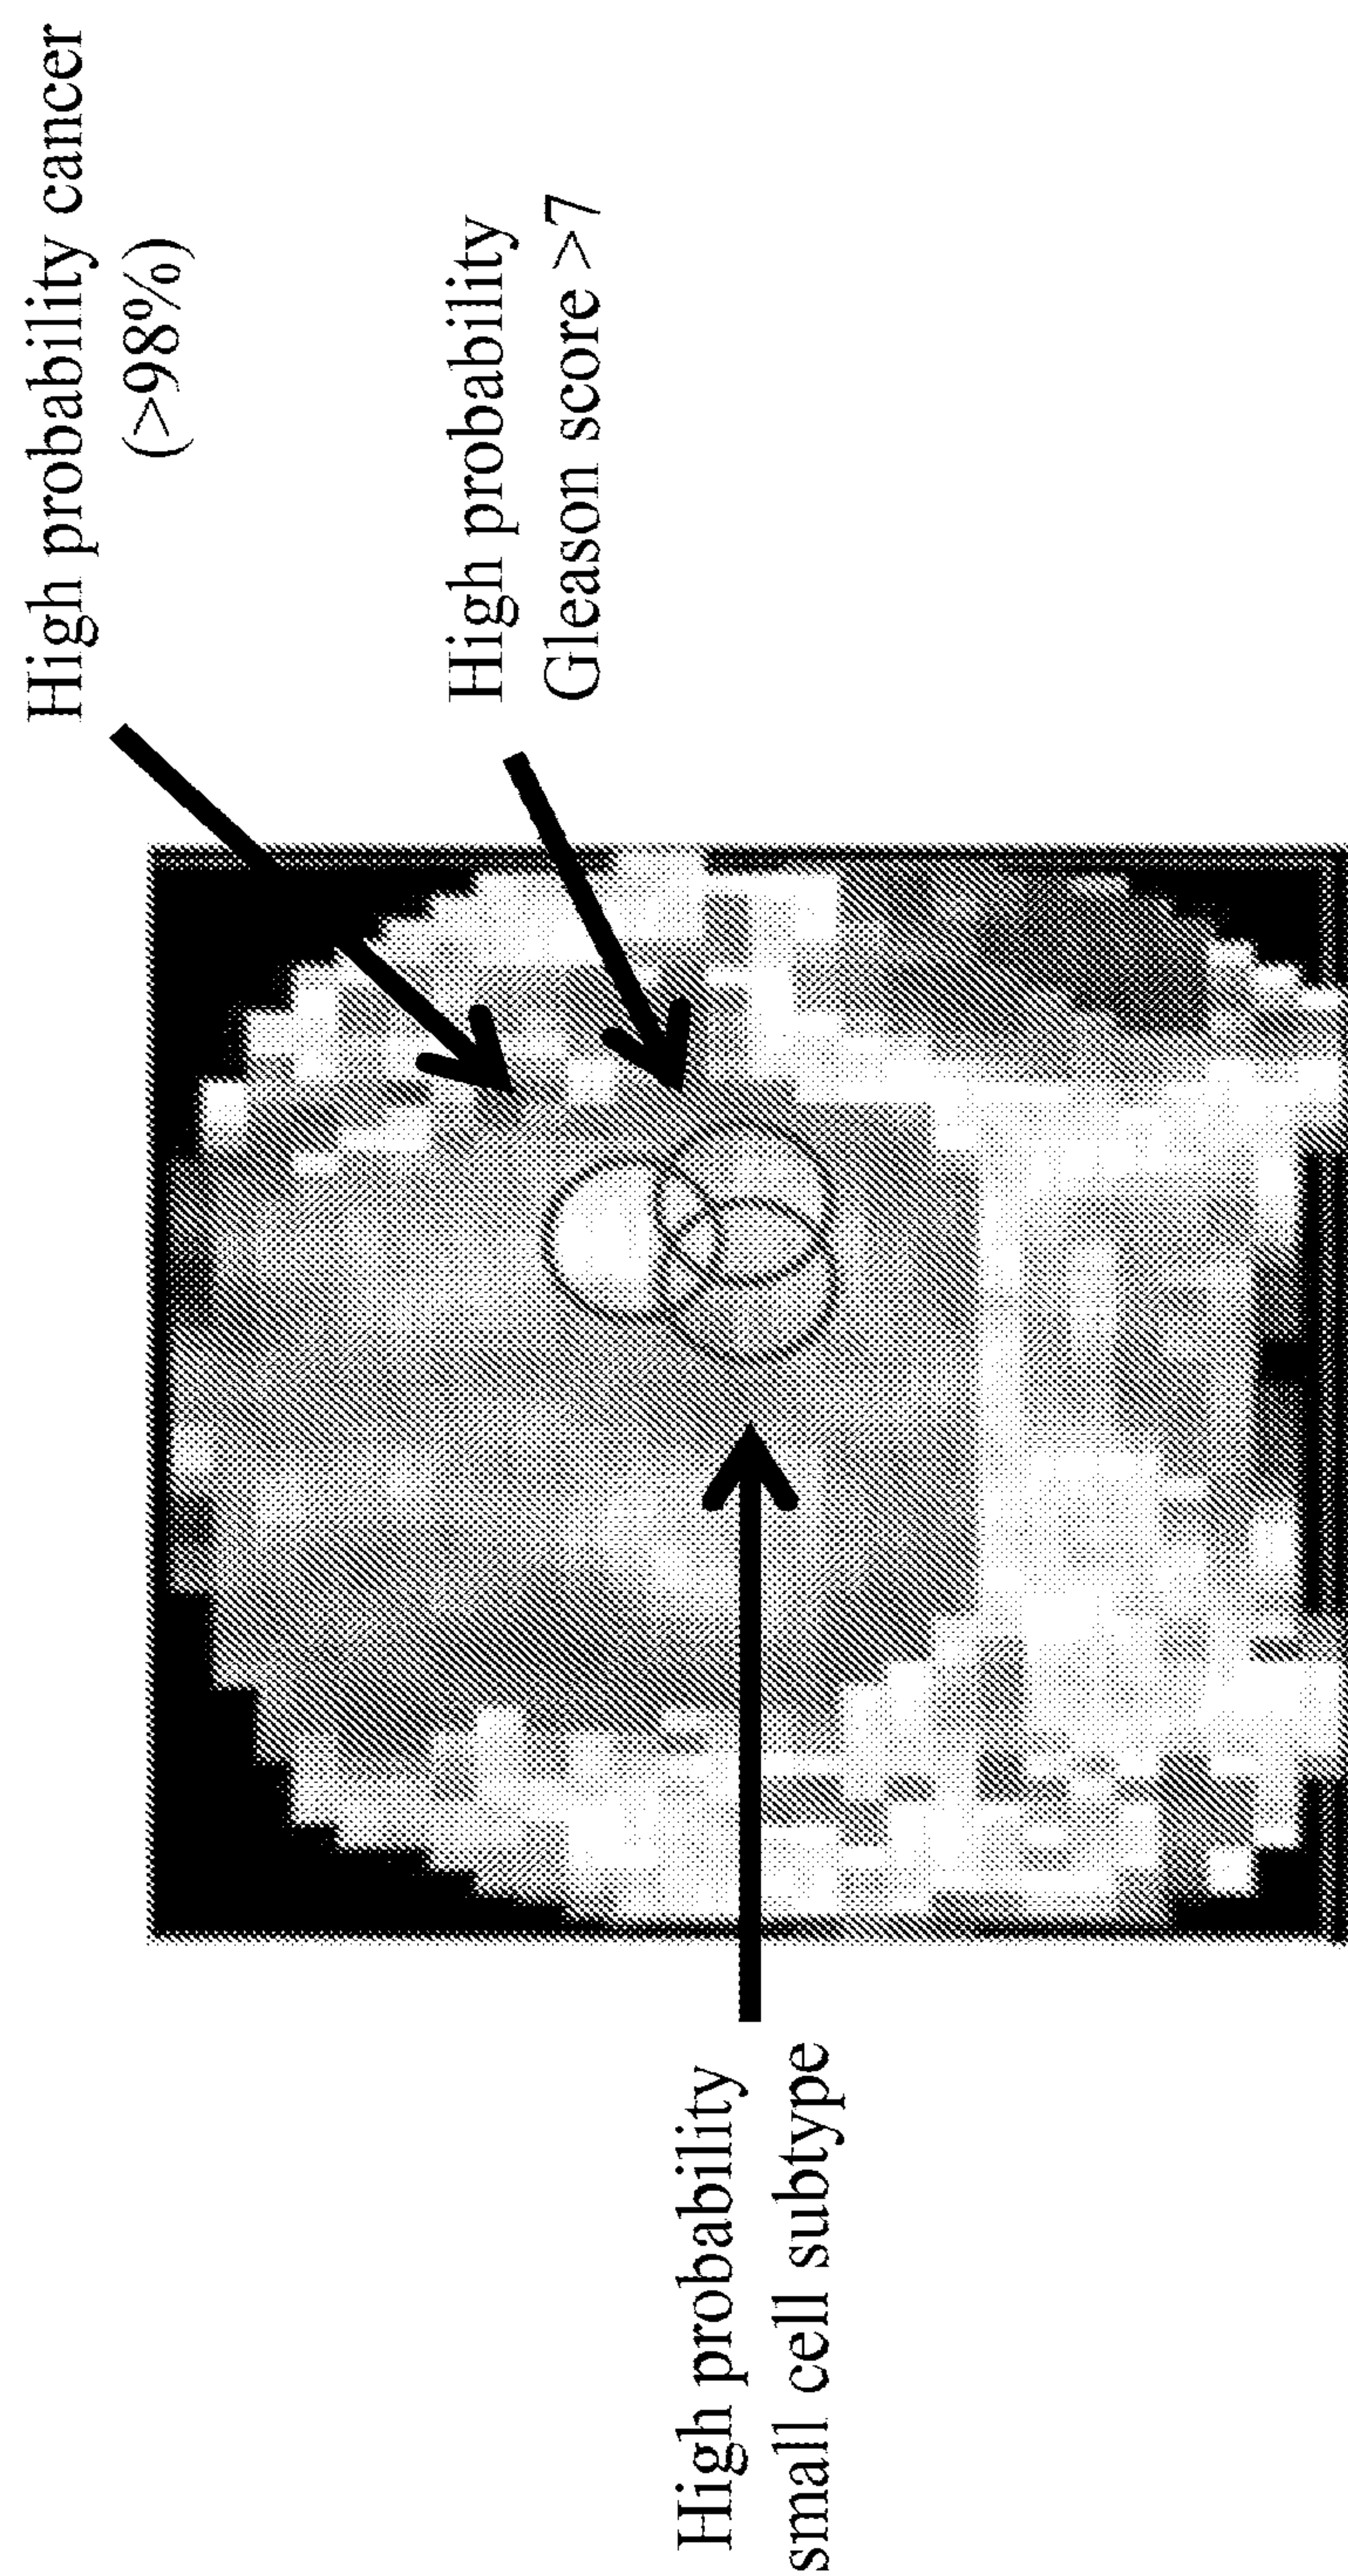 High probability cancer
(>98%)
High probability
Gleason score >7
High probability
small cell subtype